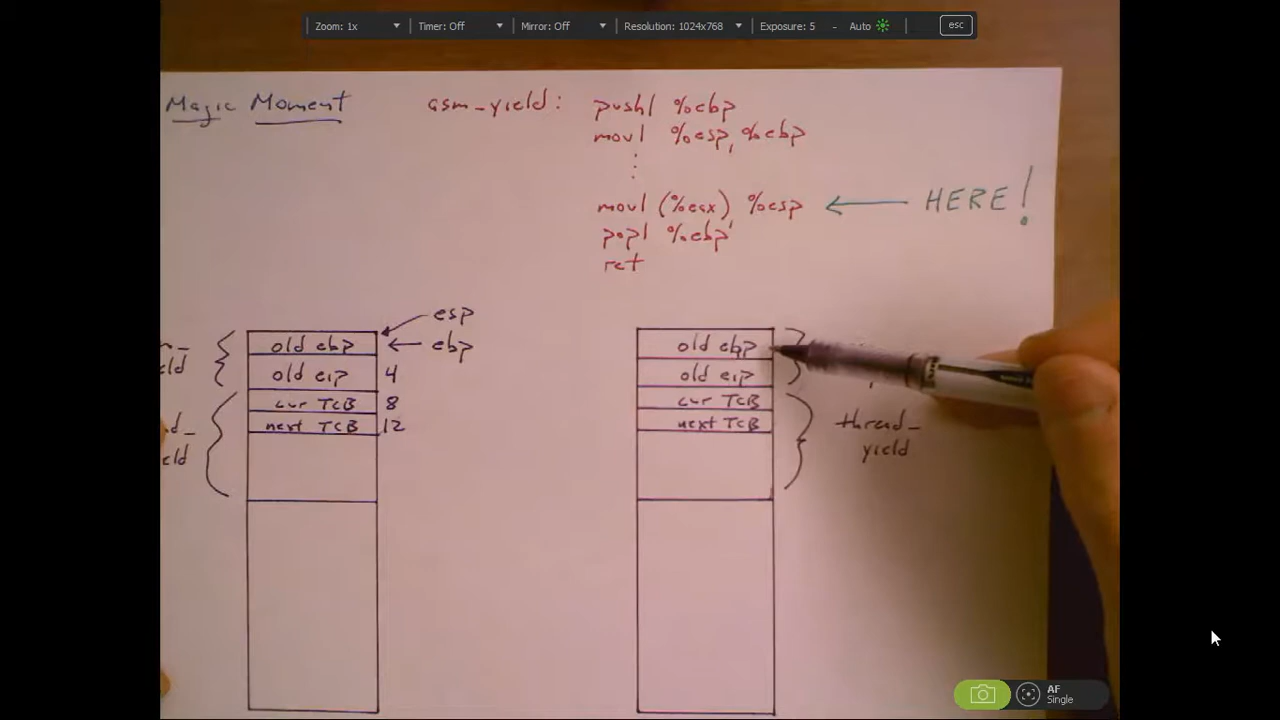 Zoom: 1x Timer: Off Mirror: Off Resolution: 1024x768 Exposure: 5 - Auto esc
Magic Moment
asm_yield: pushl %ebp
movl %esp, %ebp
movl (%eax), %esp
HERE!
popl %ebp
ret
esp
old ebp
ebp
old eip 4
cur TCB 8
next TCB 12
old ebp
old eip
cur TCB
next TCB
thread_
yield
AF
Single